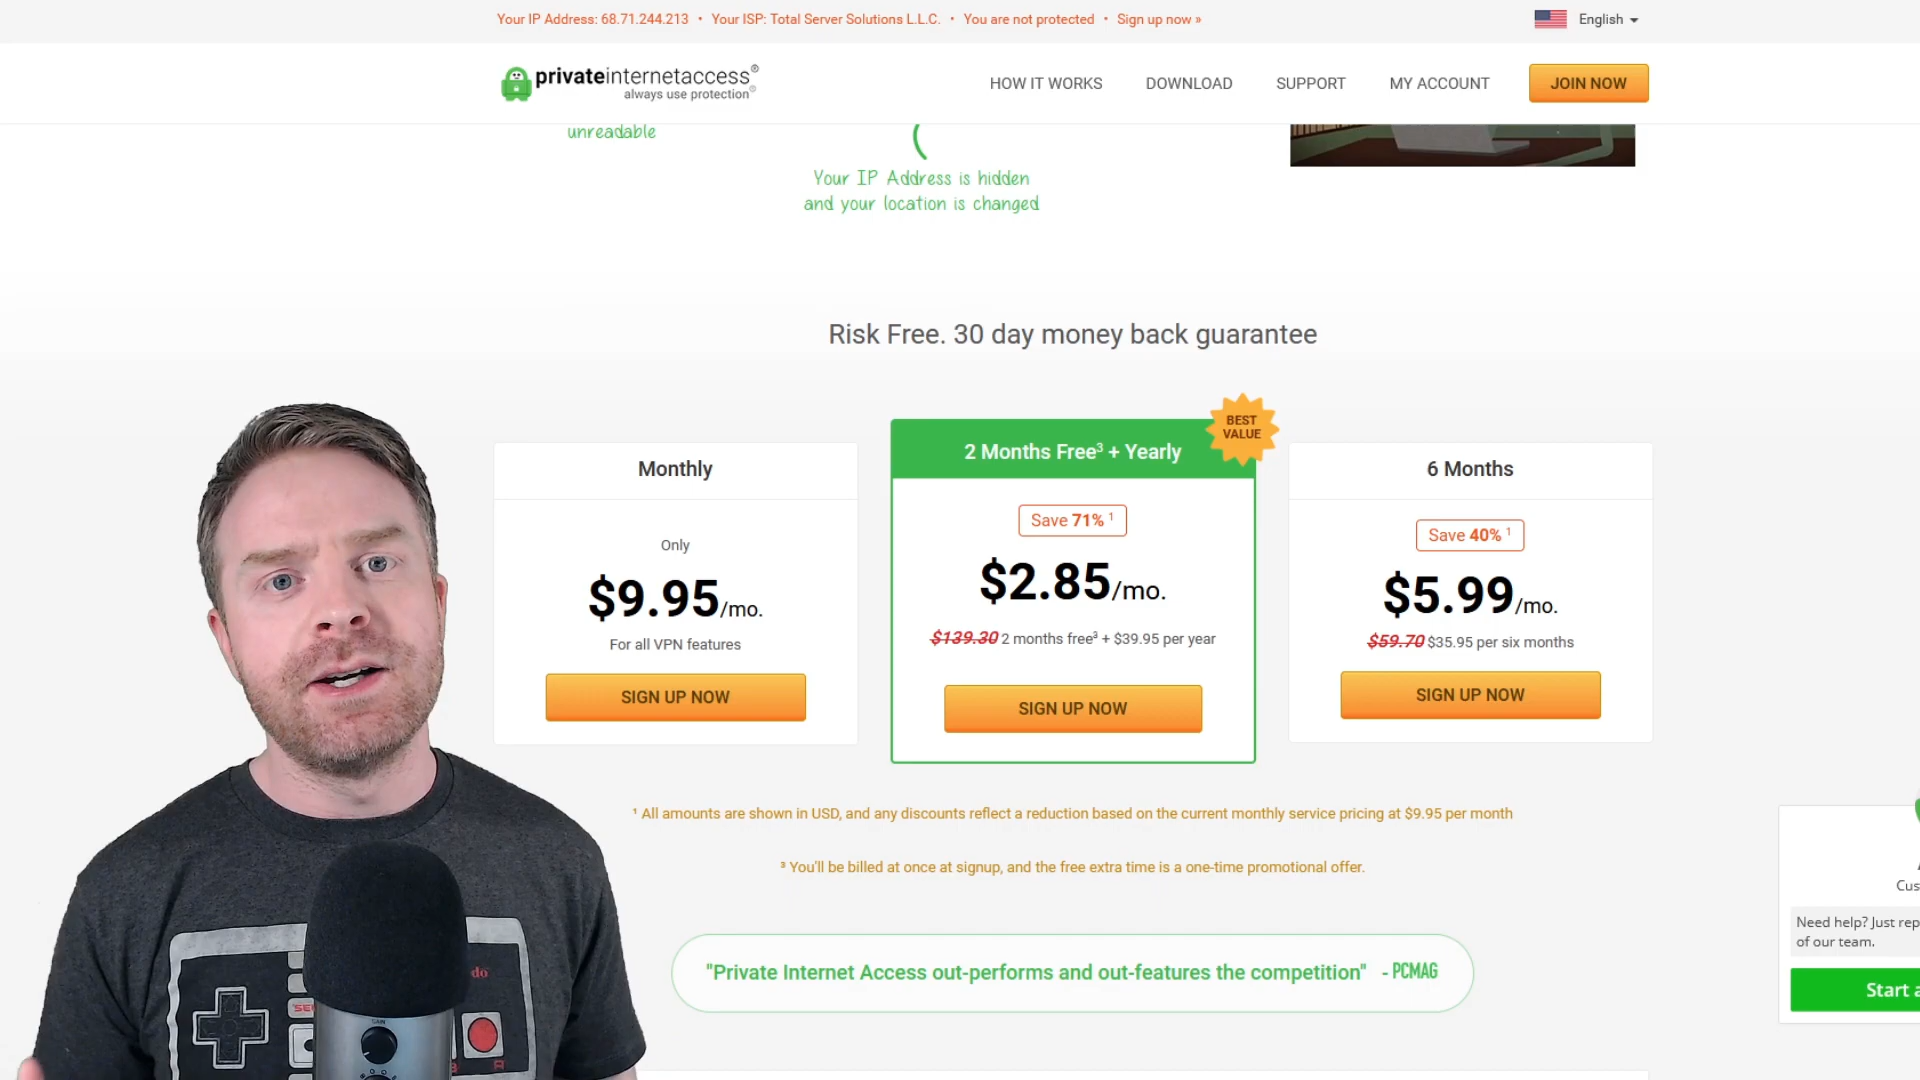 Your IP Address: 68.71.244.213 • Your ISP: Total Server Solutions L.L.C. • You are not protected • Sign up now »
English
privateinternetaccess®
always use protection®
HOW IT WORKS
DOWNLOAD
SUPPORT
MY ACCOUNT
JOIN NOW
unreadable
Your IP Address is hidden
and your location is changed
Risk Free. 30 day money back guarantee
Monthly
Only
$9.95/mo.
For all VPN features
SIGN UP NOW
BEST
VALUE
2 Months Free³ + Yearly
Save 71% ¹
$2.85/mo.
$139.30 2 months free³ + $39.95 per year
SIGN UP NOW
6 Months
Save 40% ¹
$5.99/mo.
$59.70 $35.95 per six months
SIGN UP NOW
¹ All amounts are shown in USD, and any discounts reflect a reduction based on the current monthly service pricing at $9.95 per month
³ You'll be billed at once at signup, and the free extra time is a one-time promotional offer.
"Private Internet Access out-performs and out-features the competition" - PCMAG
Cus
Need help? Just rep
of our team.
Start a
do
SE
GAIN
B A